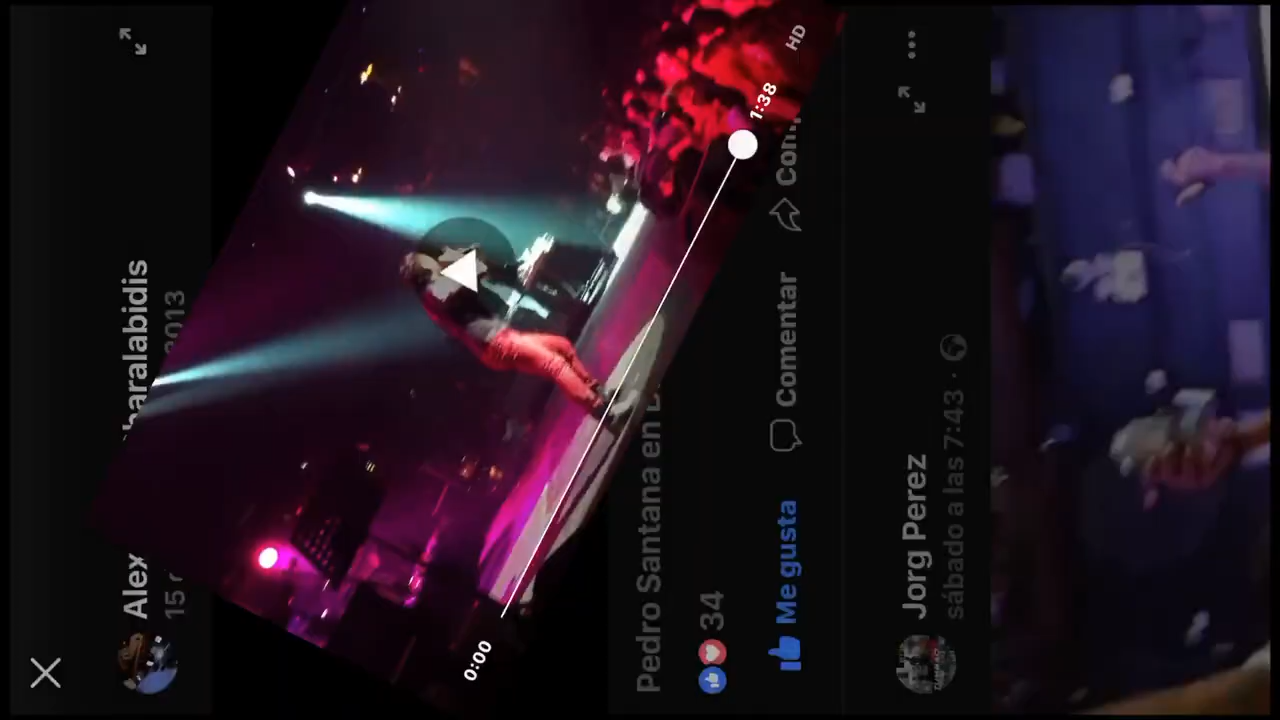 Alex
15
2013
0:00
1:38
HD
Pedro Santana en
34
Me gusta
Comentar
Jorg Perez
sábado a las 7:43 ·